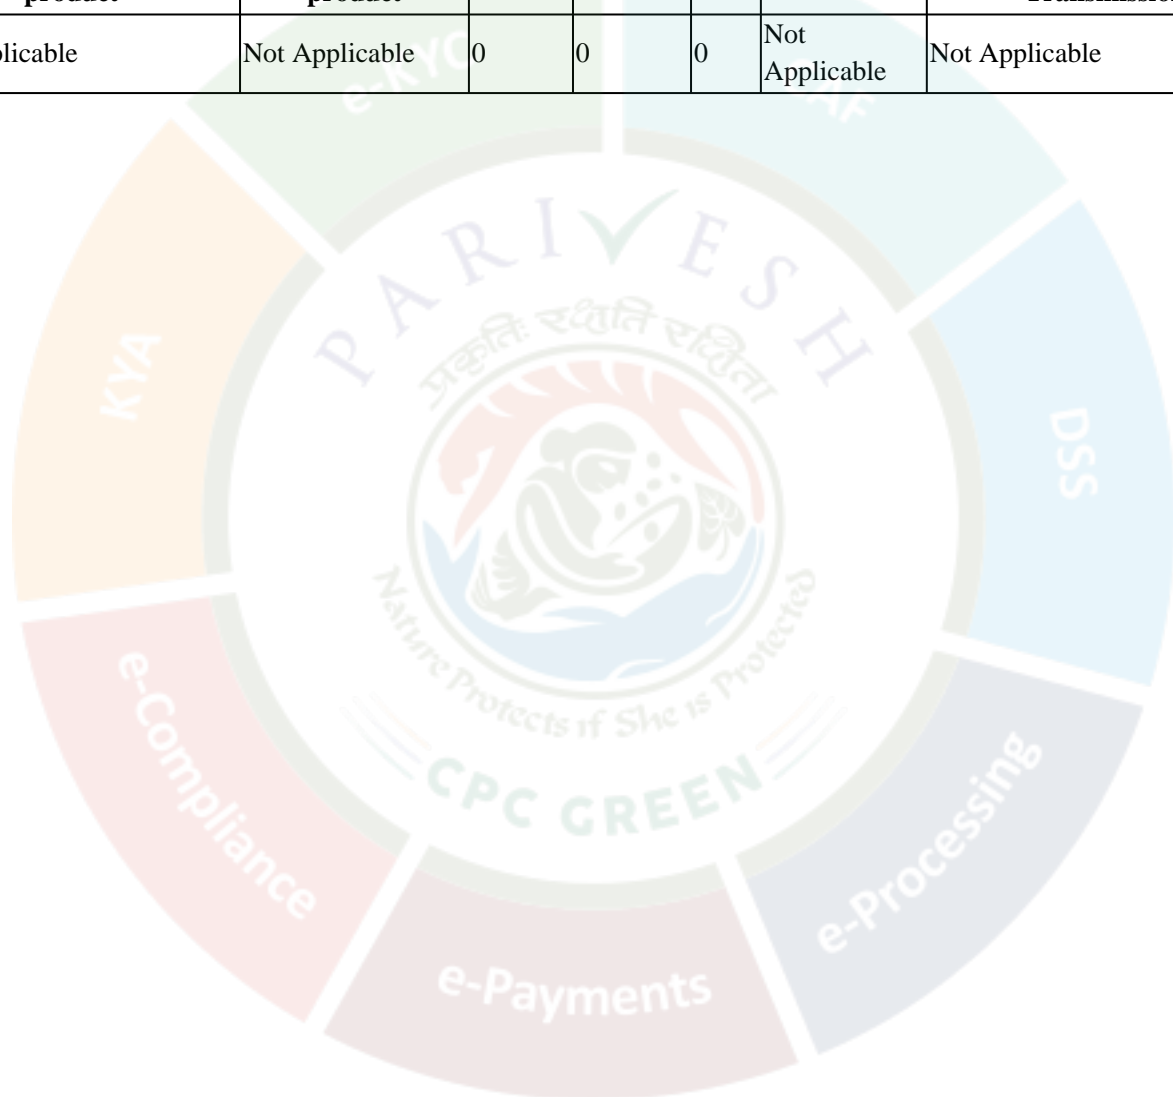 product product
plicable Not Applicable 0 0 0 Not Applicable Not Applicable
e-KYC
CAF
PARIVESH
प्रकृतिः रक्षति रक्षिता
KYA
DSS
Nature Protects if She is Protected
CPC GREEN
e-Compliance
e-Processing
e-Payments